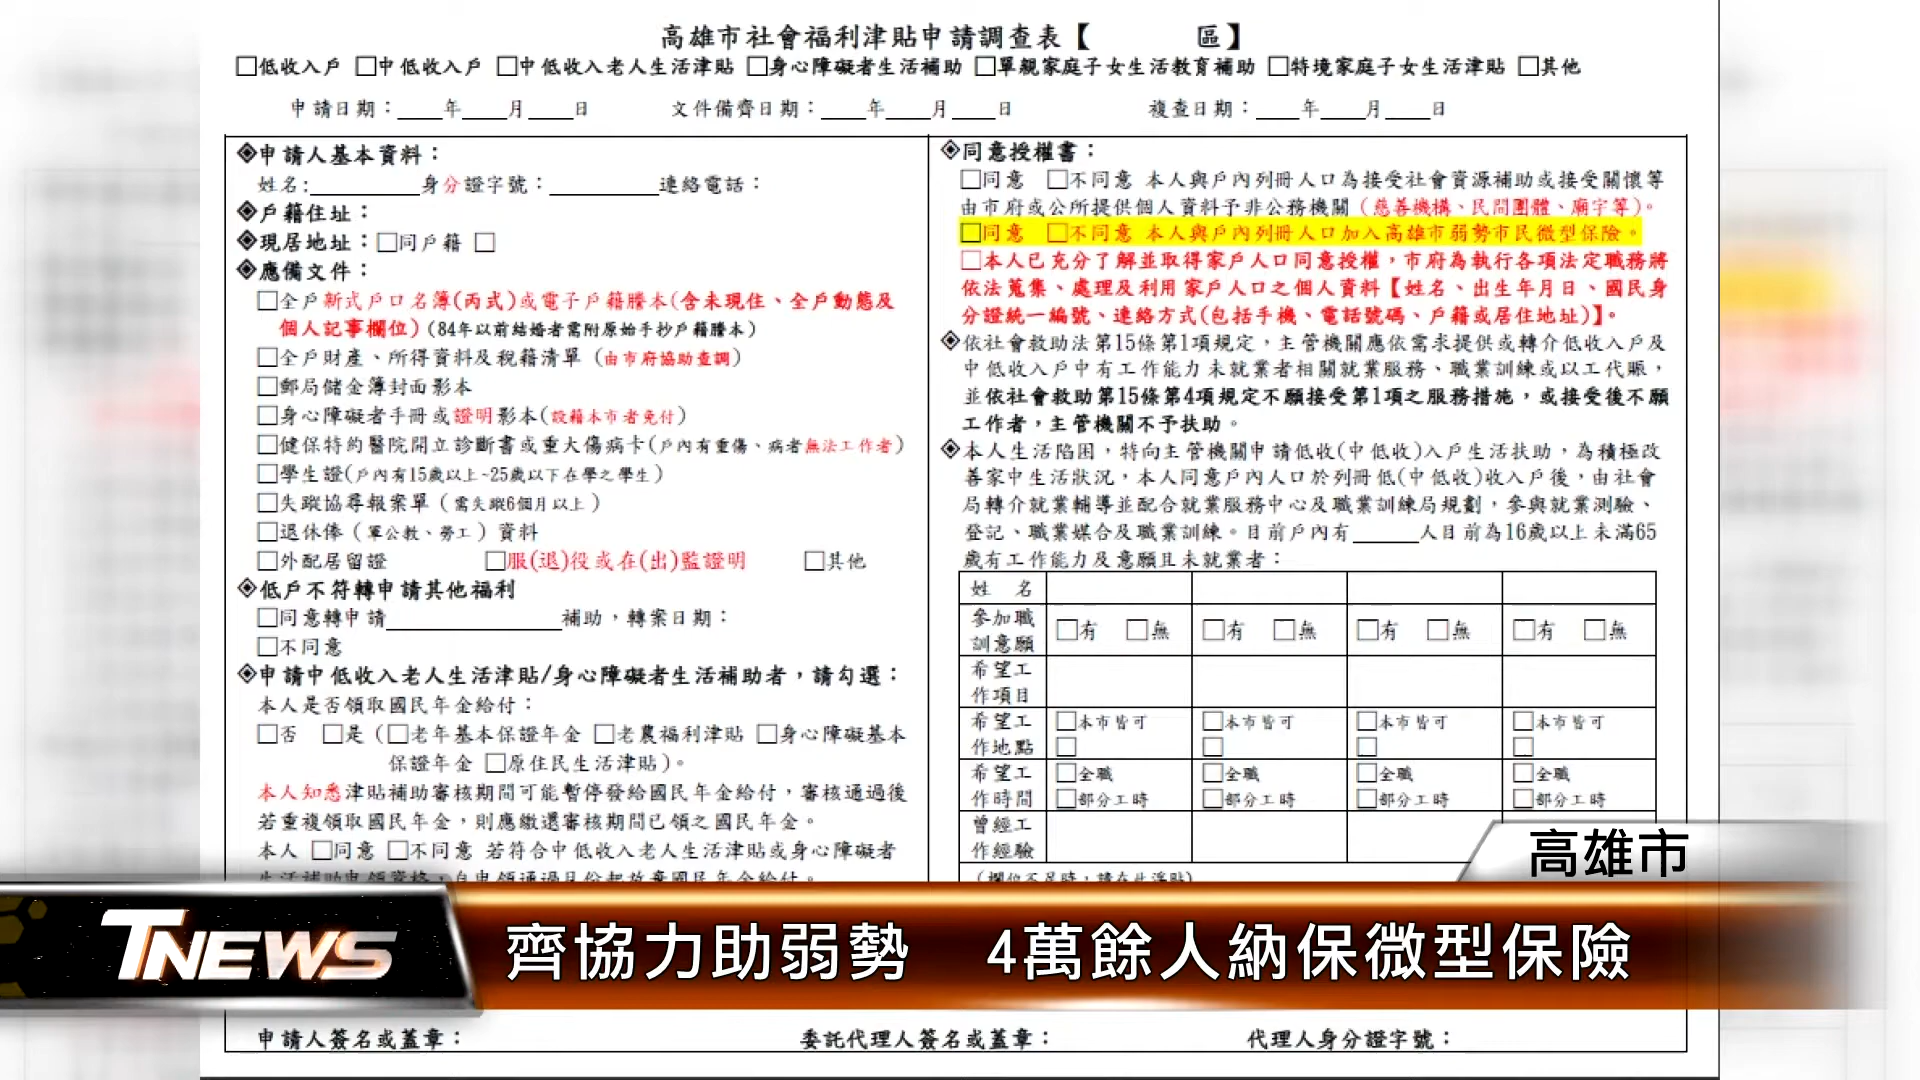 高雄市社會福利津貼申請調查表【　　　區】
□低收入戶 □中低收入戶 □中低收入老人生活津貼 □身心障礙者生活補助 □單親家庭子女生活教育補助 □特境家庭子女生活津貼 □其他
申請日期：____年____月____日　　文件備齊日期：____年____月____日　　複查日期：____年____月____日
◈申請人基本資料：
姓名:__________身分證字號：__________連絡電話：
◈戶籍住址：
◈現居地址：□同戶籍 □
◈應備文件：
□全戶新式戶口名簿(丙式)或電子戶籍謄本(含未現住、全戶動態及
個人記事欄位)(84年以前結婚者需附原始手抄戶籍謄本)
□全戶財產、所得資料及稅籍清單（由市府協助查調)
□郵局儲金簿封面影本
□身心障礙者手冊或證明影本(設籍本市者免付)
□健保特約醫院開立診斷書或重大傷病卡(戶內有重傷、病者無法工作者)
□學生證(戶內有15歲以上~25歲以下在學之學生)
□失蹤協尋報案單（需失蹤6個月以上）
□退休俸（軍公教、勞工）資料
□外配居留證　　□服(退)役或在(出)監證明　　□其他
◈低戶不符轉申請其他福利
□同意轉申請________________補助，轉案日期：
□不同意
◈申請中低收入老人生活津貼/身心障礙者生活補助者，請勾選：
本人是否領取國民年金給付：
□否　□是（□老年基本保證年金 □老農福利津貼 □身心障礙基本
保證年金 □原住民生活津貼）。
本人知悉津貼補助審核期間可能暫停發給國民年金給付，審核通過後
若重複領取國民年金，則應繳還審核期間已領之國民年金。
本人 □同意 □不同意 若符合中低收入老人生活津貼或身心障礙者
生活補助申領資格，自申領通過月份起放棄國民年金給付。
◈同意授權書：
□同意　□不同意 本人與戶內列冊人口為接受社會資源補助或接受關懷等
由市府或公所提供個人資料予非公務機關（慈善機構、民間團體、廟宇等）。
□同意　□不同意 本人與戶內列冊人口加入高雄市弱勢市民微型保險。
□本人已充分了解並取得家戶人口同意授權，市府為執行各項法定職務將
依法蒐集、處理及利用家戶人口之個人資料【姓名、出生年月日、國民身
分證統一編號、連絡方式(包括手機、電話號碼、戶籍或居住地址)】。
◈依社會救助法第15條第1項規定，主管機關應依需求提供或轉介低收入戶及
中低收入戶中有工作能力未就業者相關就業服務、職業訓練或以工代賑，
並依社會救助第15條第4項規定不願接受第1項之服務措施，或接受後不願
工作者，主管機關不予扶助。
◈本人生活陷困，特向主管機關申請低收(中低收)入戶生活扶助，為積極改
善家中生活狀況，本人同意戶內人口於列冊低(中低收)收入戶後，由社會
局轉介就業輔導並配合就業服務中心及職業訓練局規劃，參與就業測驗、
登記、職業媒合及職業訓練。目前戶內有______人目前為16歲以上未滿65
歲有工作能力及意願且未就業者：
姓　名
參加職訓意願　□有　□無　□有　□無　□有　□無　□有　□無
希望工作項目
希望工作地點　□本市皆可 □　□本市皆可 □　□本市皆可 □　□本市皆可 □
希望工作時間　□全職 □部分工時　□全職 □部分工時　□全職 □部分工時　□全職 □部分工時
曾經工作經驗
(欄位不足時，請在此浮貼)
高雄市
TNEWS
齊協力助弱勢　4萬餘人納保微型保險
申請人簽名或蓋章：　　委託代理人簽名或蓋章：　　代理人身分證字號：